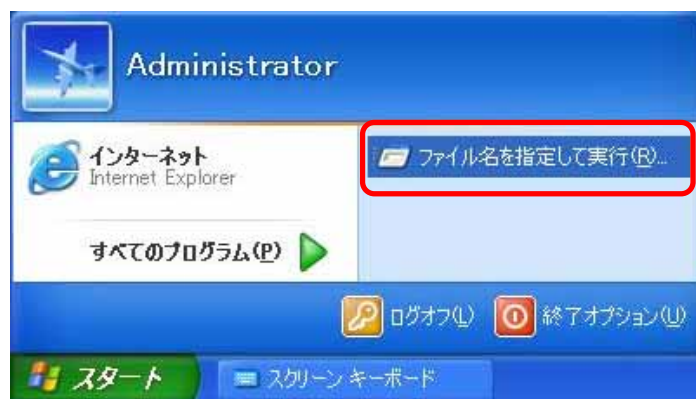 Administrator
インターネット
Internet Explorer
ファイル名を指定して実行(R)...
すべてのプログラム(P)
ログオフ(L)
終了オプション(U)
スタート
スクリーン キーボード